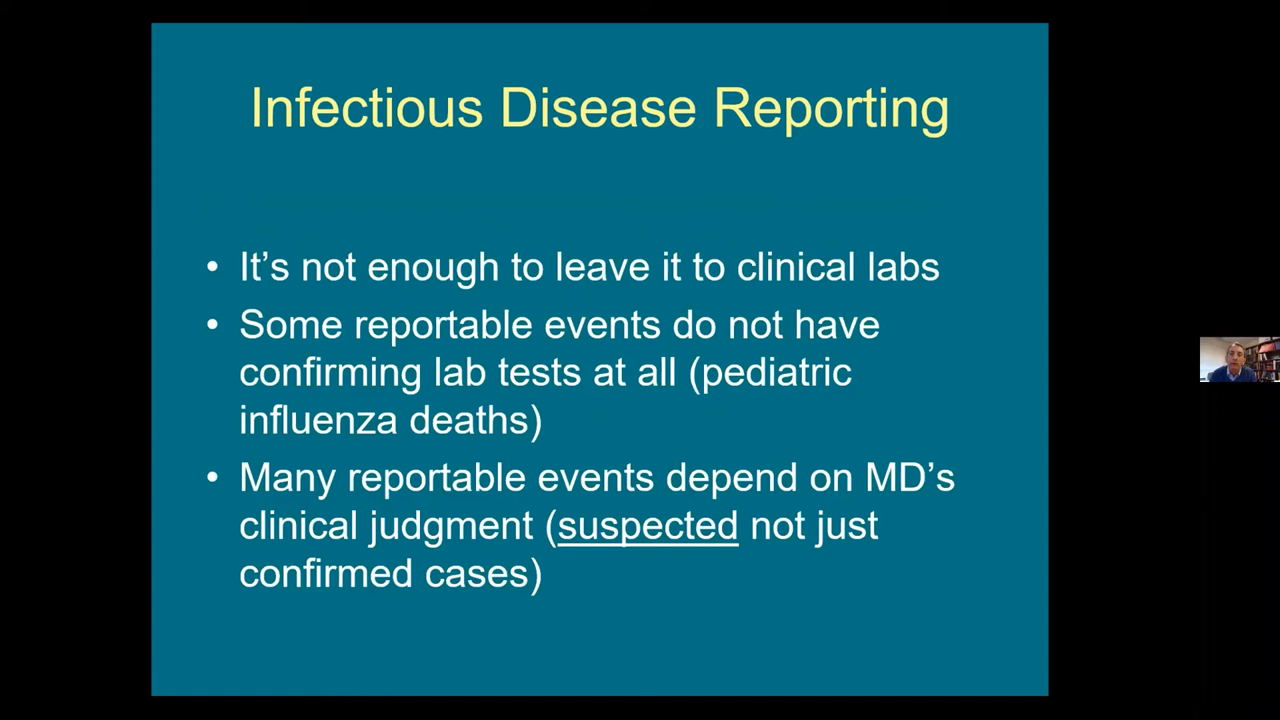 Infectious Disease Reporting
• It’s not enough to leave it to clinical labs
• Some reportable events do not have
confirming lab tests at all (pediatric
influenza deaths)
• Many reportable events depend on MD’s
clinical judgment (suspected not just
confirmed cases)